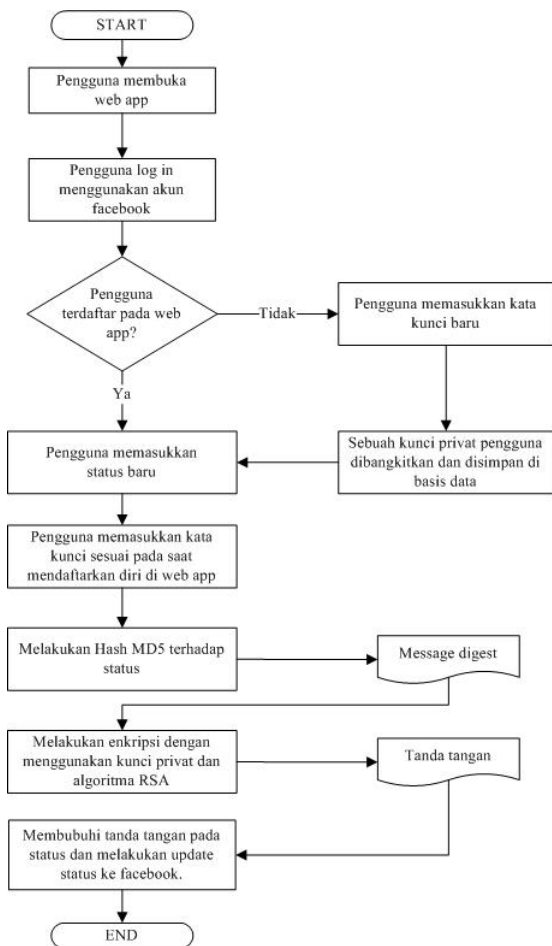 START
Pengguna membuka
web app
Pengguna log in
menggunakan akun
facebook
Pengguna
terdaftar pada web
app?
Tidak
Pengguna memasukkan kata
kunci baru
Ya
Sebuah kunci privat pengguna
dibangkitkan dan disimpan di
basis data
Pengguna memasukkan
status baru
Pengguna memasukkan kata
kunci sesuai pada saat
mendaftarkan diri di web app
Melakukan Hash MD5 terhadap
status
Message digest
Melakukan enkripsi dengan
menggunakan kunci privat dan
algoritma RSA
Tanda tangan
Membubuhi tanda tangan pada
status dan melakukan update
status ke facebook.
END